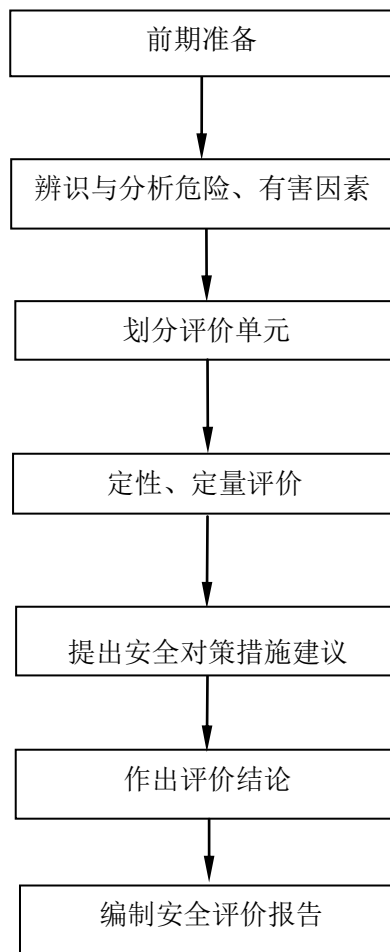 前期准备
辨识与分析危险、有害因素
划分评价单元
定性、定量评价
提出安全对策措施建议
作出评价结论
编制安全评价报告